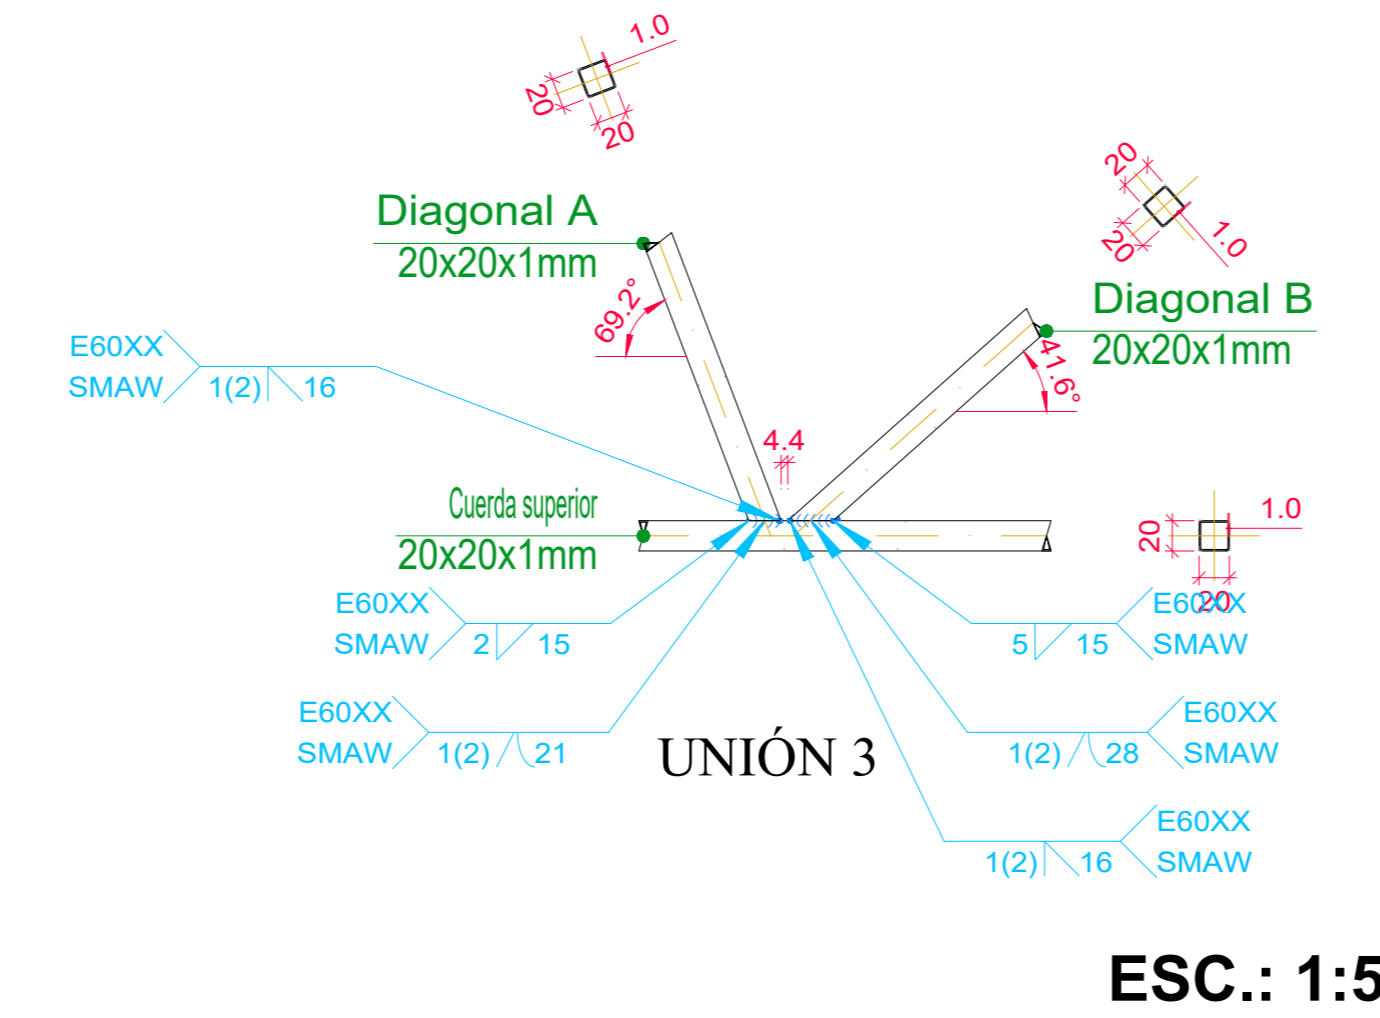 1.0
20
20
20
Diagonal A
20x20x1mm
20
1.0
69.2°
Diagonal B
20x20x1mm
E60XX
SMAW
1(2) 16
41.6°
4.4
Cuerda superior
20x20x1mm
1.0
20
20
E60XX
SMAW
2 15
E60XX
SMAW
5 15
E60XX
SMAW
1(2) 21
UNIÓN 3
E60XX
SMAW
1(2) 28
E60XX
SMAW
1(2) 16
ESC.: 1:5